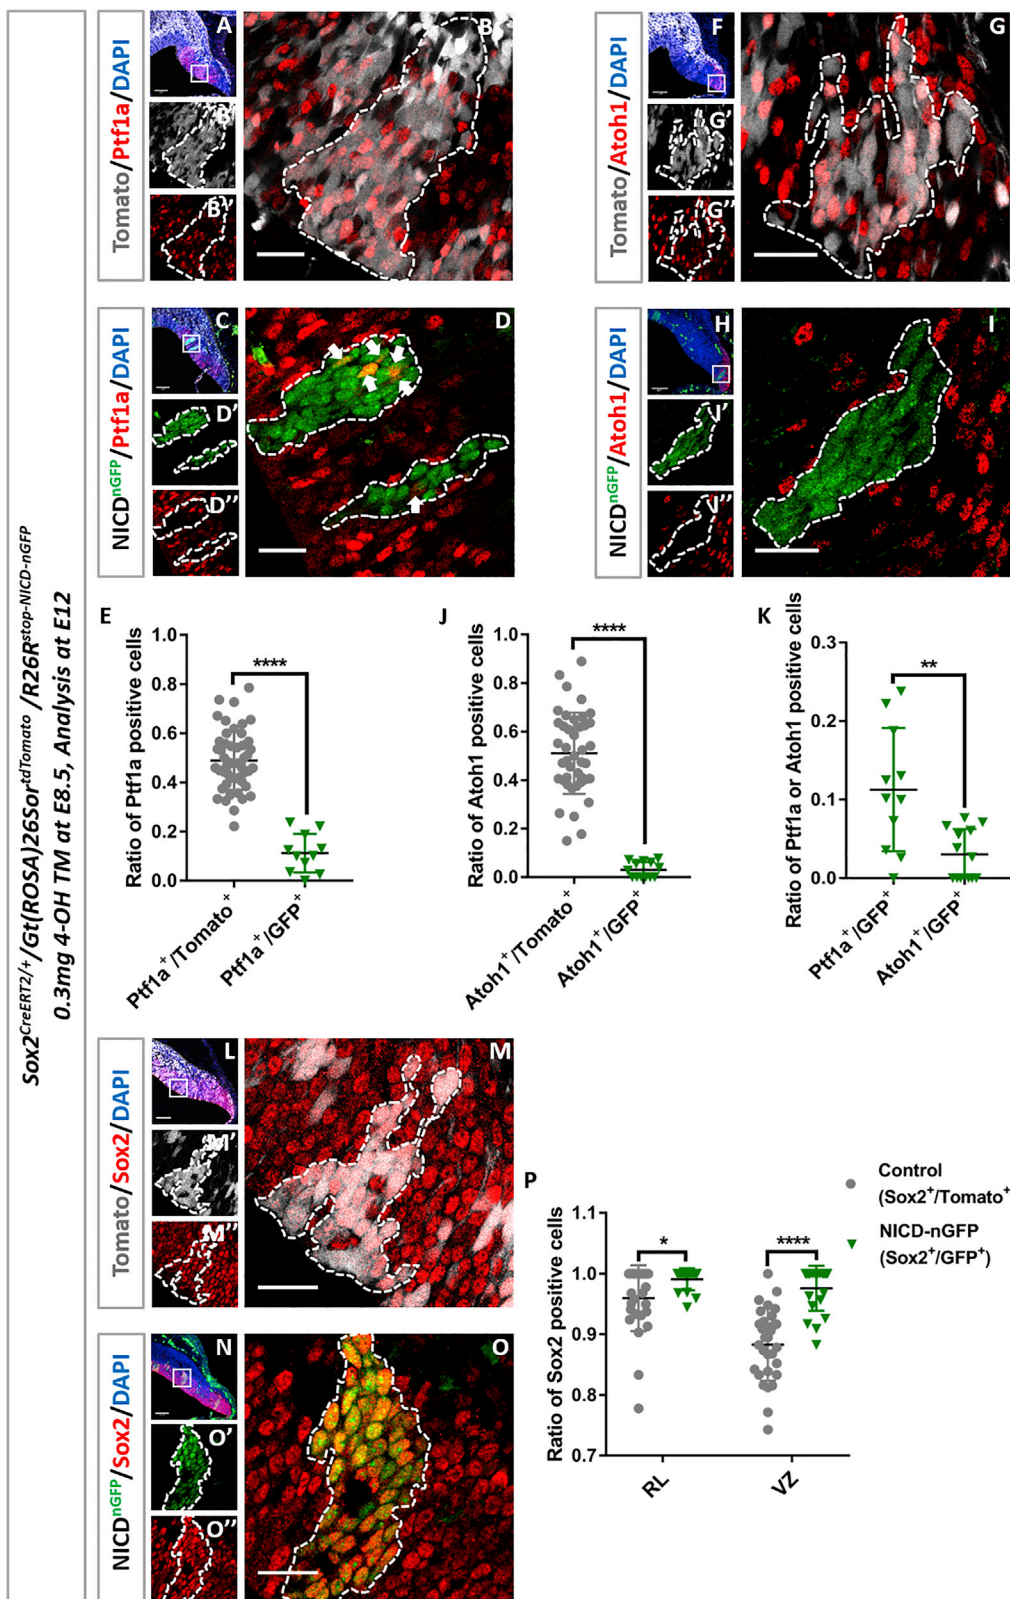 Sox2CreERT2/+/Gt(ROSA)26SortdTomato /R26Rstop-NICD-nGFP
0.3mg 4-OH TM at E8.5, Analysis at E12
Tomato/Ptf1a/DAPI
A
B
B'
B''
Tomato/Atoh1/DAPI
F
G
G'
G''
NICDnGFP/Ptf1a/DAPI
C
D
D'
D''
NICDnGFP/Atoh1/DAPI
H
I
I'
I''
E
Ratio of Ptf1a positive cells
1.0
0.8
0.6
0.4
0.2
0.0
****
Ptf1a+/Tomato+
Ptf1a+/GFP+
J
Ratio of Atoh1 positive cells
1.0
0.8
0.6
0.4
0.2
0.0
****
Atoh1+/Tomato+
Atoh1+/GFP+
K
Ratio of Ptf1a or Atoh1 positive cells
0.3
0.2
0.1
0.0
**
Ptf1a+/GFP+
Atoh1+/GFP+
Tomato/Sox2/DAPI
L
M
M'
M''
NICDnGFP/Sox2/DAPI
N
O
O'
O''
P
Ratio of Sox2 positive cells
1.1
1.0
0.9
0.8
0.7
*
****
RL
VZ
Control
(Sox2+/Tomato+)
NICD-nGFP
(Sox2+/GFP+)